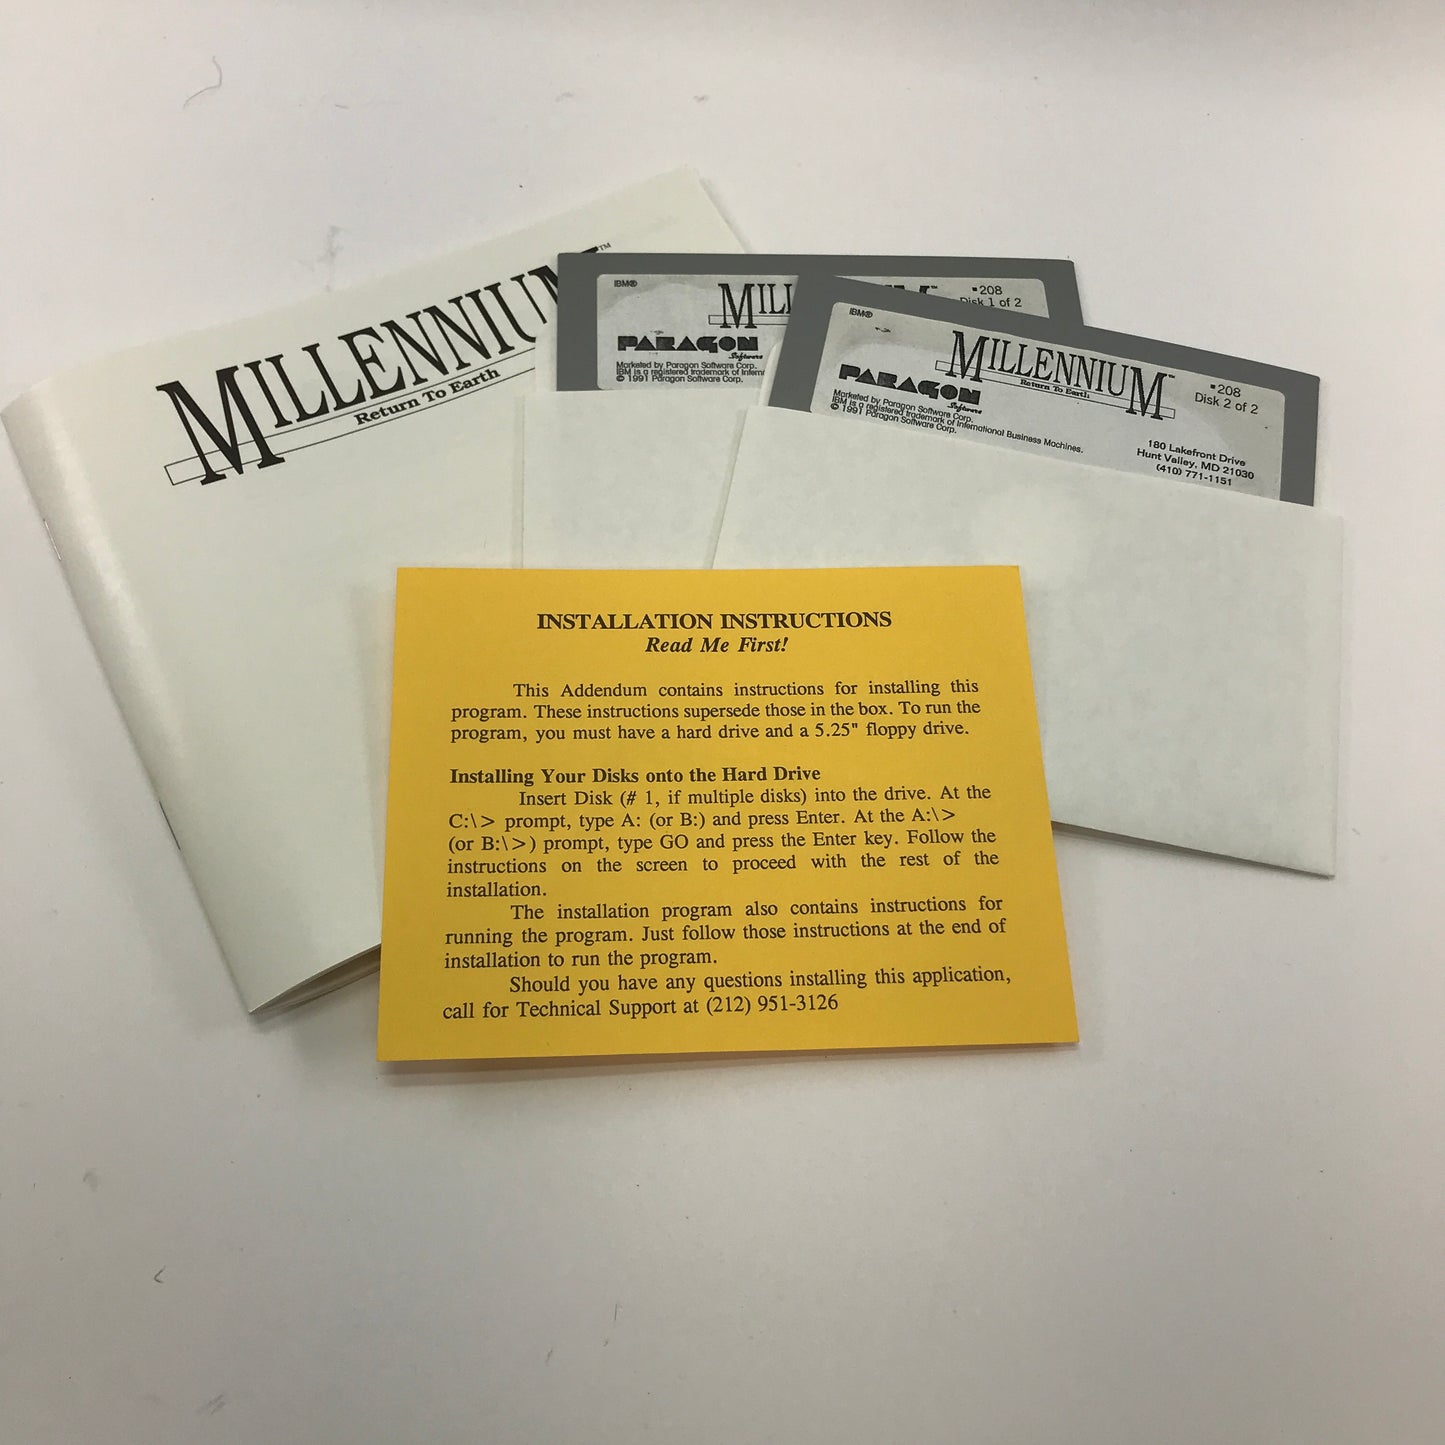 MILLENNIUM™
Return To Earth
IBM®
MILL
■208
Disk 1 of 2
PARAGON
Software
Marketed by Paragon Software Corp.
IBM is a registered trademark of
© 1991 Paragon Software Corp.
IBM®
MILLENNIUM™
Return To Earth
■208
Disk 2 of 2
PARAGON
Software
Marketed by Paragon Software Corp.
IBM is a registered trademark of International Business Machines.
© 1991 Paragon Software Corp.
180 Lakefront Drive
Hunt Valley, MD 21030
(410) 771-1151
INSTALLATION INSTRUCTIONS
Read Me First!
This Addendum contains instructions for installing this
program. These instructions supersede those in the box. To run the
program, you must have a hard drive and a 5.25" floppy drive.
Installing Your Disks onto the Hard Drive
Insert Disk (# 1, if multiple disks) into the drive. At the
C:\> prompt, type A: (or B:) and press Enter. At the A:\>
(or B:\>) prompt, type GO and press the Enter key. Follow the
instructions on the screen to proceed with the rest of the
installation.
The installation program also contains instructions for
running the program. Just follow those instructions at the end of
installation to run the program.
Should you have any questions installing this application,
call for Technical Support at (212) 951-3126